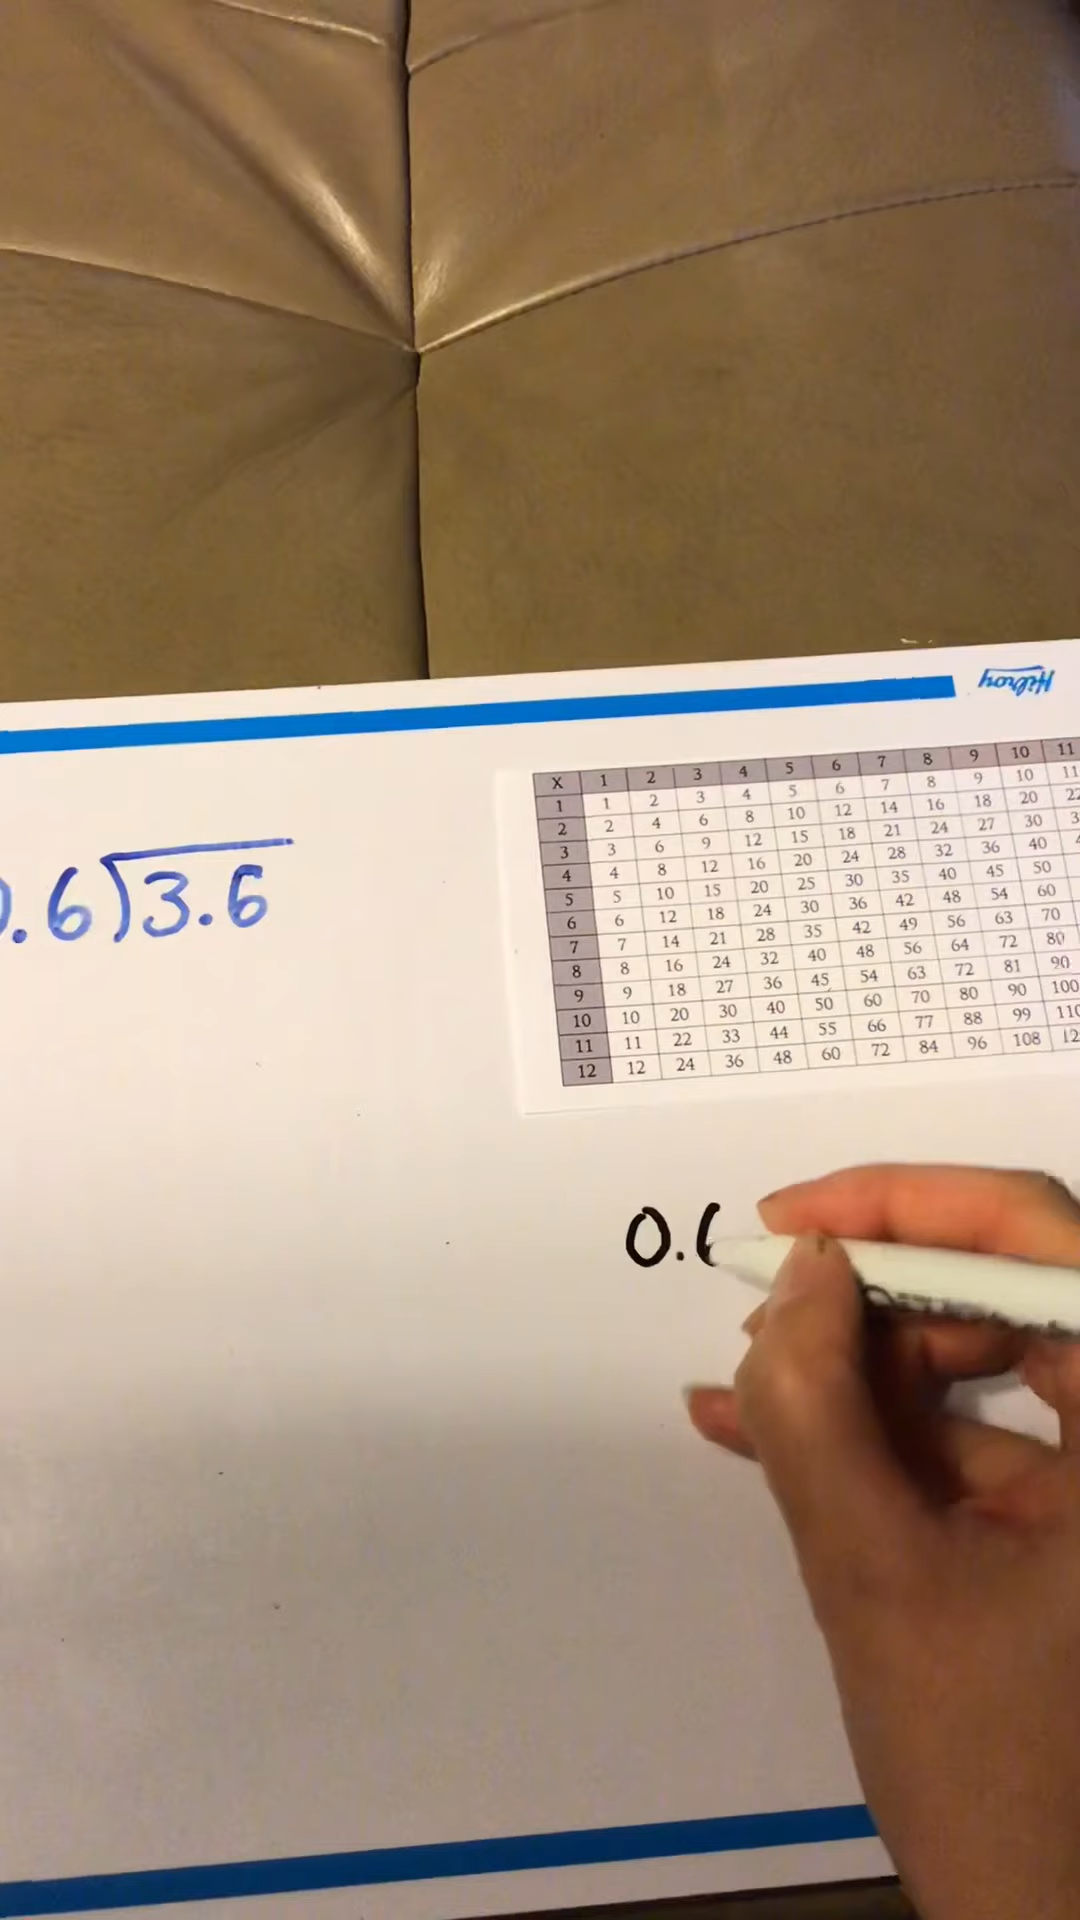 Hilroy
.6)3.6
X 1 2 3 4 5 6 7 8 9 10 11
1 1 2 3 4 5 6 7 8 9 10 11
2 2 4 6 8 10 12 14 16 18 20 22
3 3 6 9 12 15 18 21 24 27 30
4 4 8 12 16 20 24 28 32 36 40
5 5 10 15 20 25 30 35 40 45 50
6 6 12 18 24 30 36 42 48 54 60
7 7 14 21 28 35 42 49 56 63 70
8 8 16 24 32 40 48 56 64 72 80
9 9 18 27 36 45 54 63 72 81 90
10 10 20 30 40 50 60 70 80 90 100
11 11 22 33 44 55 66 77 88 99 110
12 12 24 36 48 60 72 84 96 108
0.